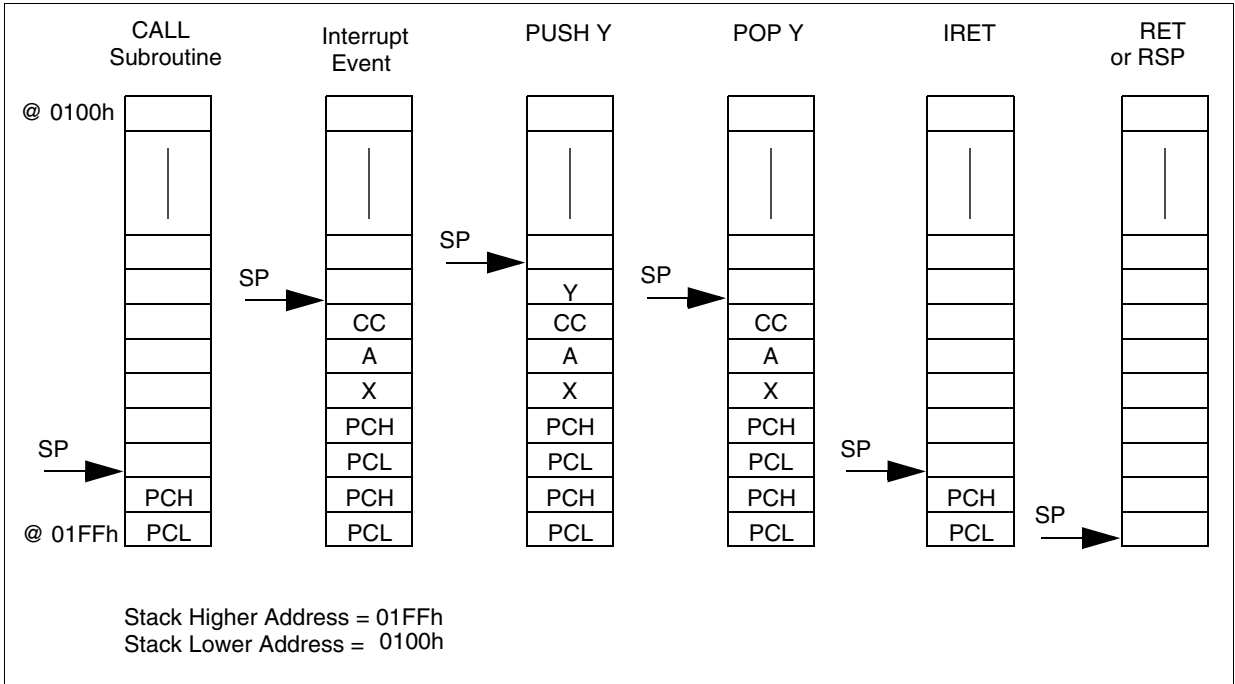 CALL
Subroutine
Interrupt
Event
PUSH Y
POP Y
IRET
RET
or RSP
@ 0100h
SP
SP
SP
Y
CC
CC
CC
A
A
A
X
X
X
PCH
PCH
PCH
SP
SP
PCL
PCL
PCL
PCH
PCH
PCH
PCH
PCH
SP
@ 01FFh
PCL
PCL
PCL
PCL
PCL
Stack Higher Address = 01FFh
Stack Lower Address = 0100h